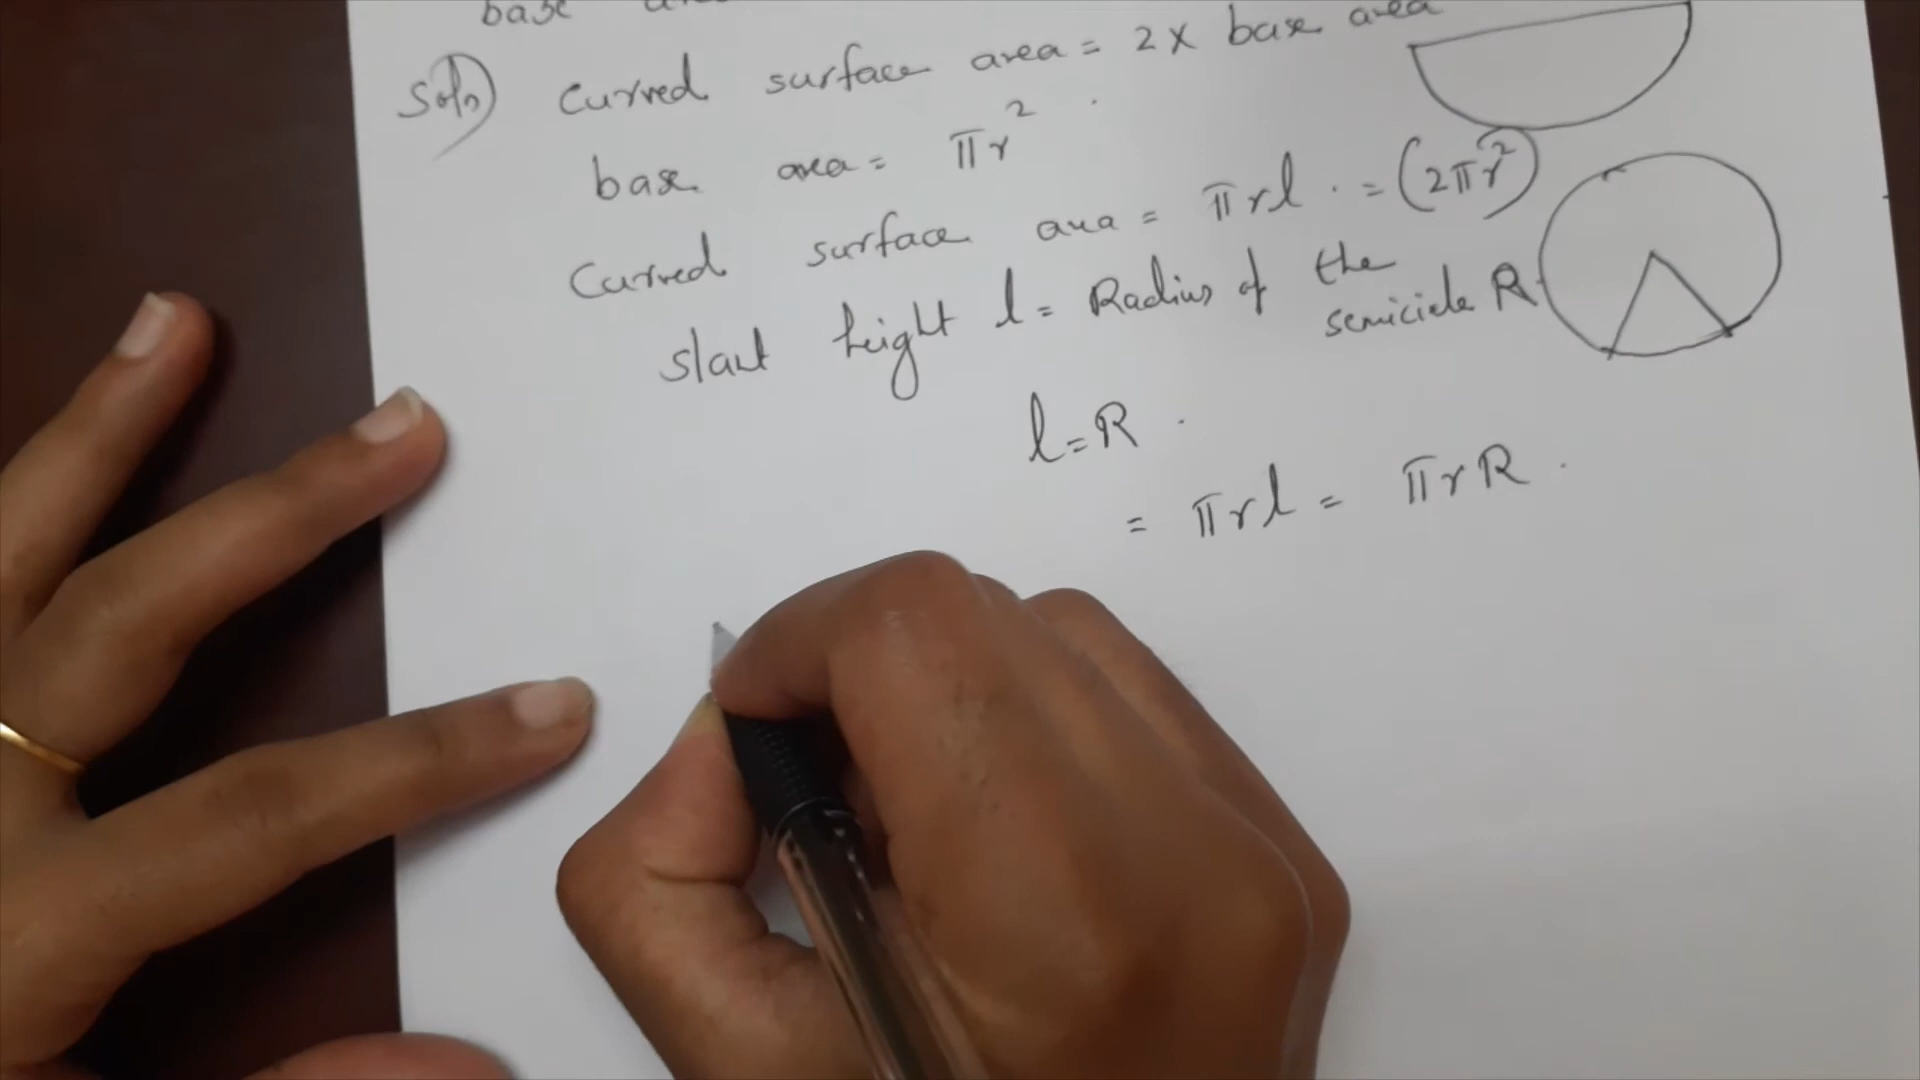 base
Soln) Curved surface area = 2 x base area
base area = πr²
Curved surface area = πrl = (2πr²)
slant height l = Radius of the
semicircle R
l = R
= πrl = πrR